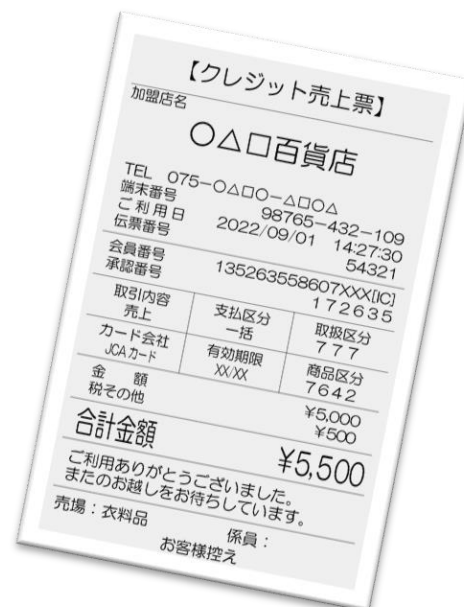 【クレジット売上票】
加盟店名
○△□百貨店
TEL 075-○△□○-△□○△
端末番号 98765-432-109
ご利用日 2022/09/01 14:27:30
伝票番号 54321
会員番号 135263558607XXX[IC]
承認番号 172635
取引内容 支払区分 取扱区分
売上 一括 777
カード会社 有効期限 商品区分
JCAカード XX/XX 7642
金 額 ¥5,000
税その他 ¥500
合計金額 ¥5,500
ご利用ありがとうございました。
またのお越しをお待ちしています。
売場：衣料品 係員：
お客様控え